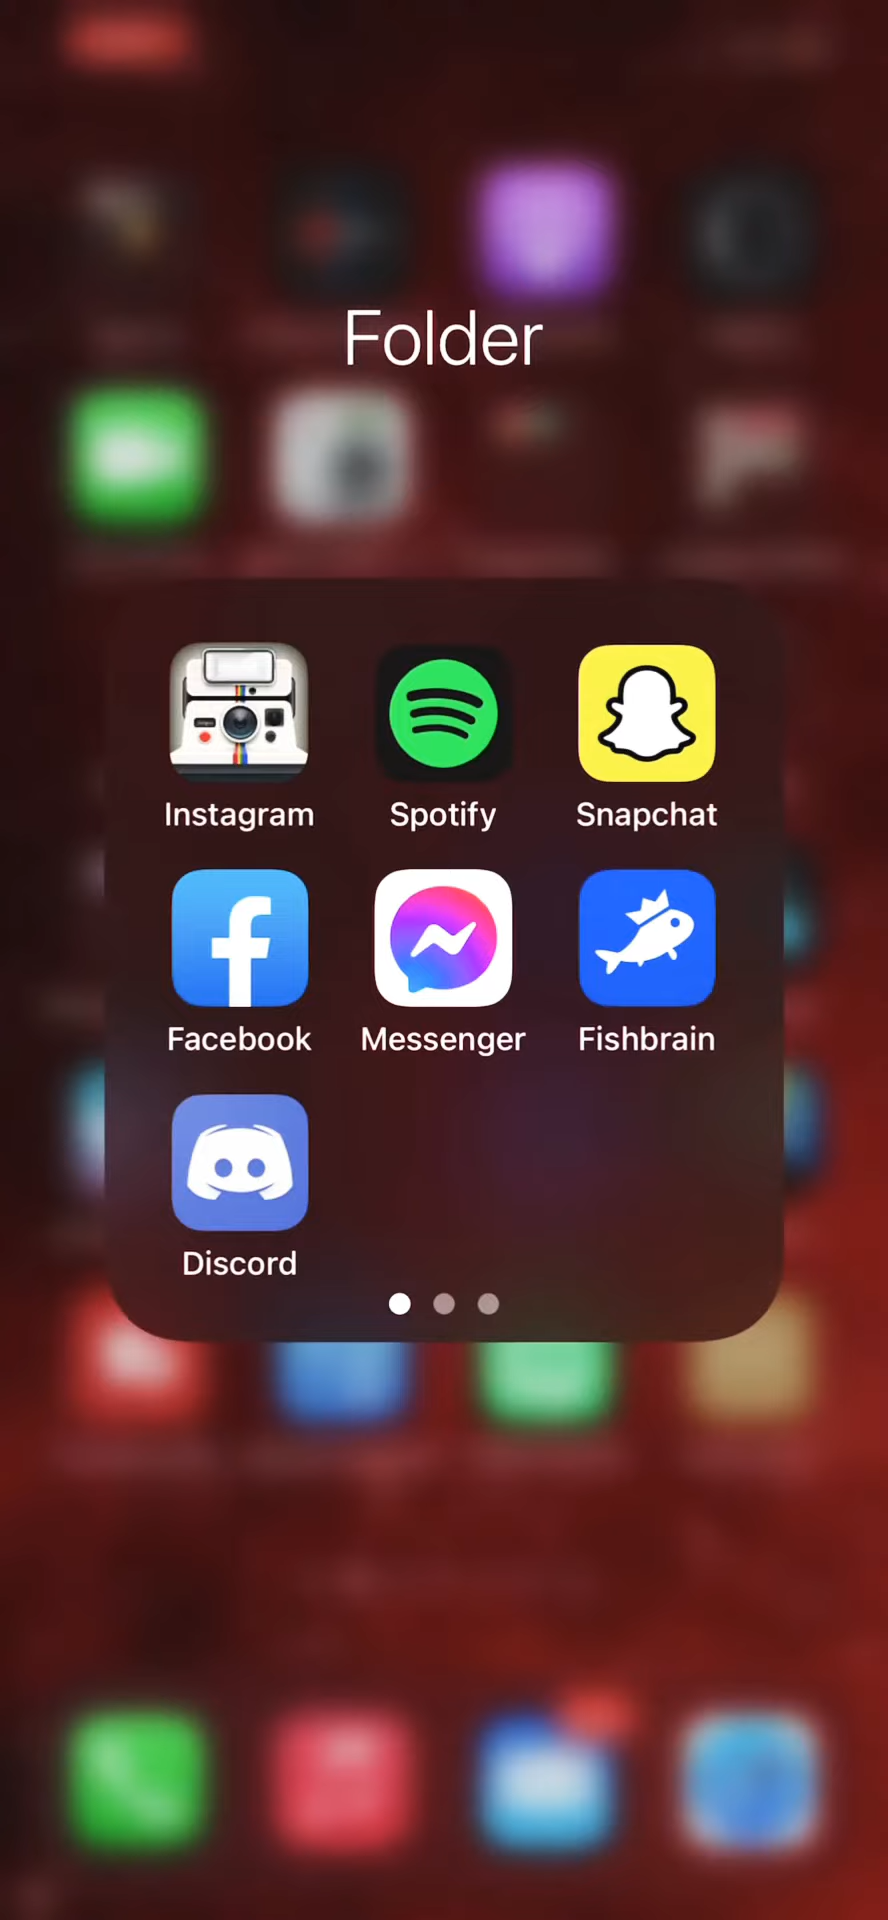 Folder
Instagram Spotify Snapchat
Facebook Messenger Fishbrain
Discord